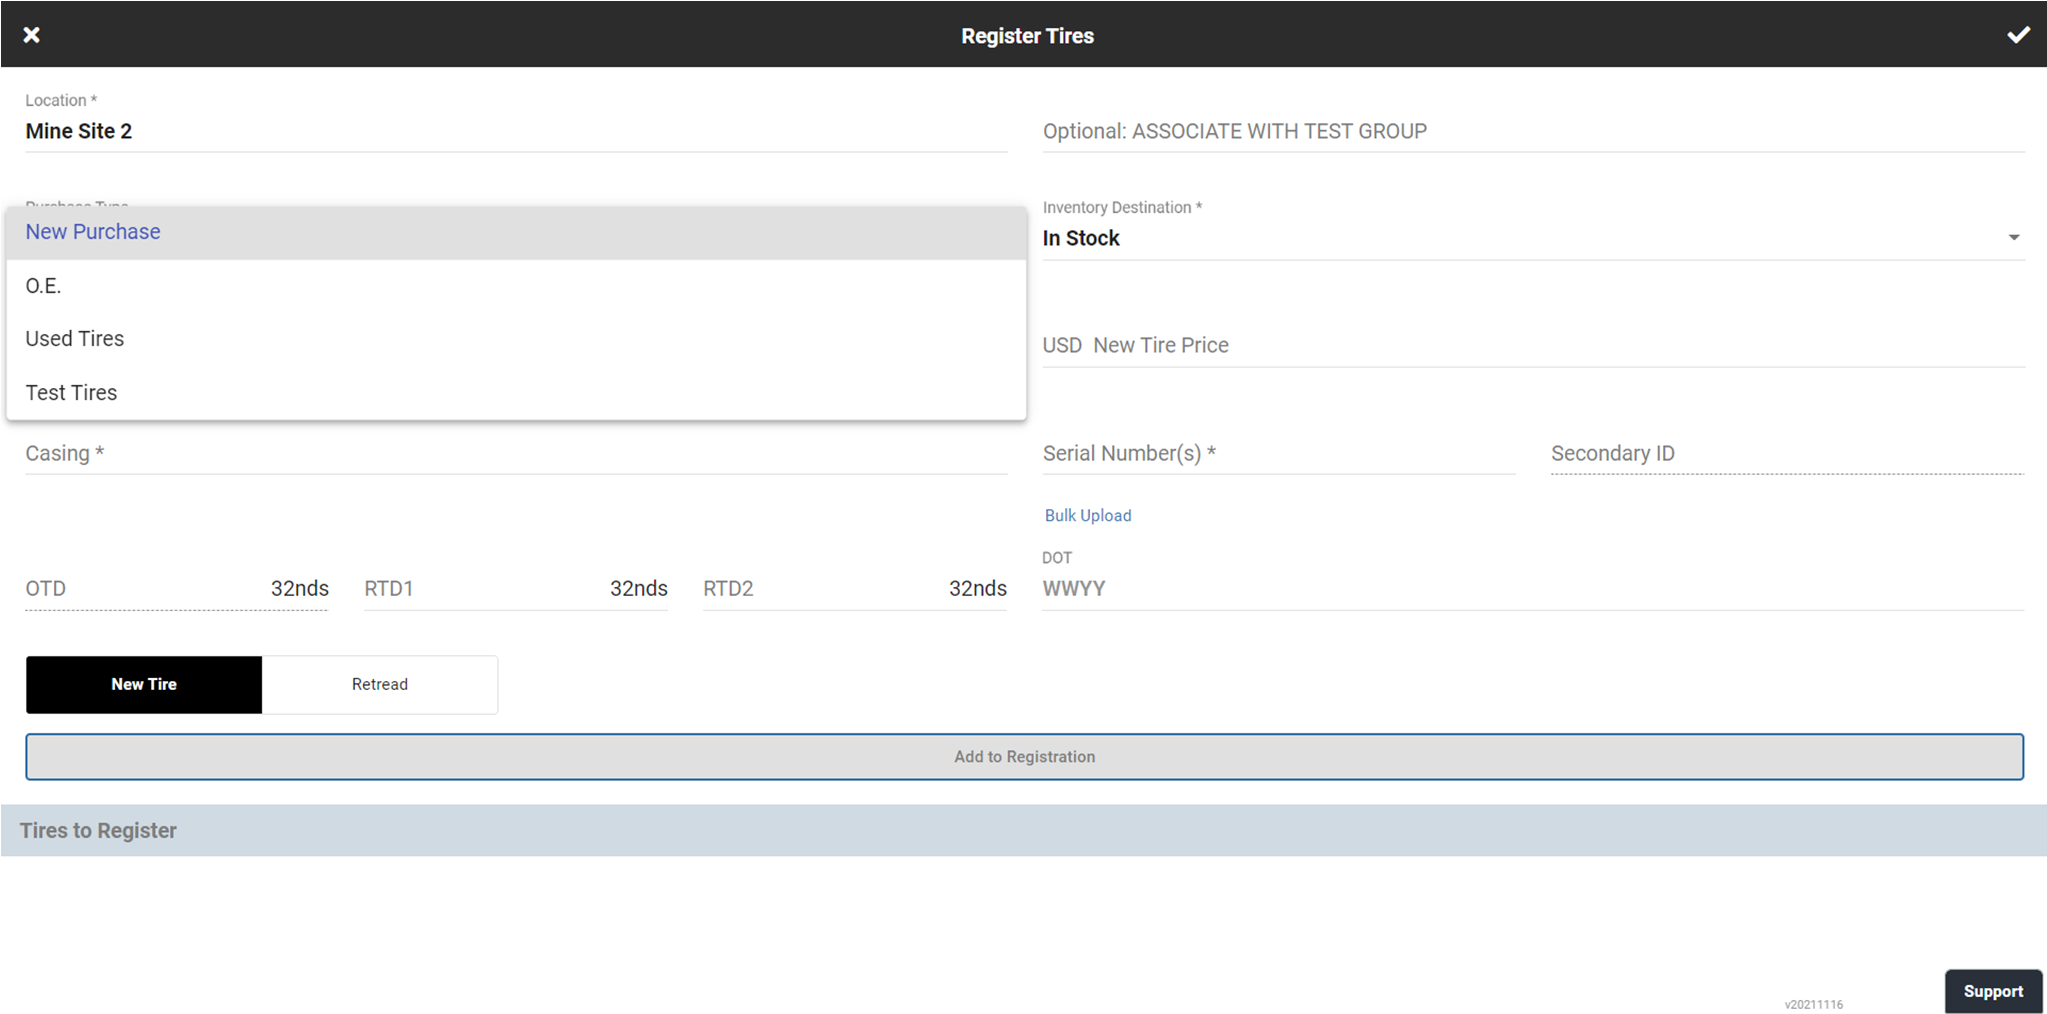 Register Tires
Location *
Mine Site 2
Optional: ASSOCIATE WITH TEST GROUP
Purchase Type
New Purchase
O.E.
Used Tires
Test Tires
Inventory Destination *
In Stock
USD New Tire Price
Casing *
Serial Number(s) *
Secondary ID
Bulk Upload
OTD 32nds
RTD1 32nds
RTD2 32nds
DOT
WWYY
New Tire
Retread
Add to Registration
Tires to Register
v20211116
Support